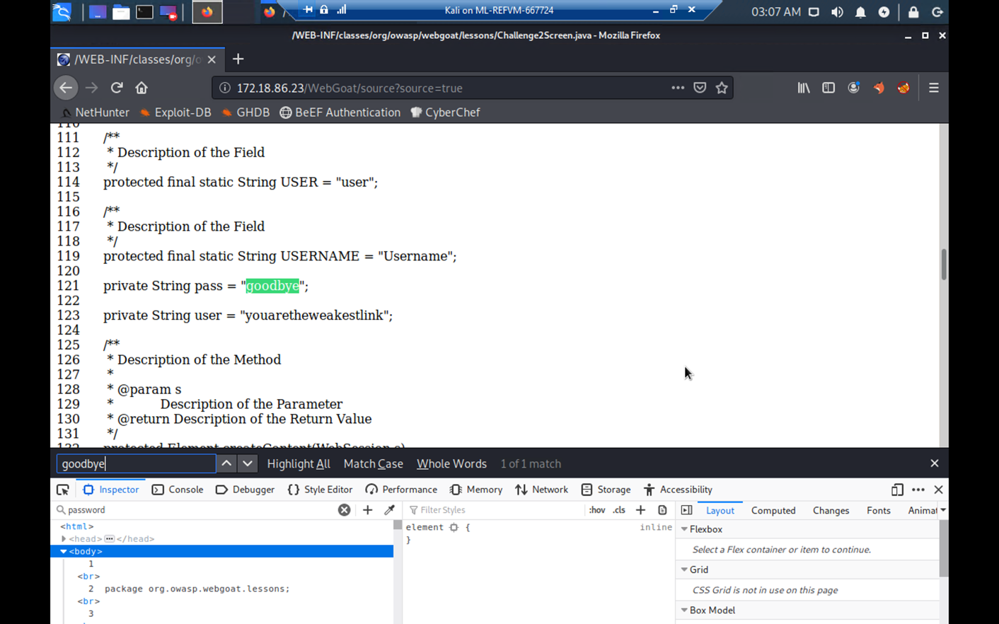 Kali on ML-REFVM-667724
03:07 AM
/WEB-INF/classes/org/owasp/webgoat/lessons/Challenge2Screen.java - Mozilla Firefox
/WEB-INF/classes/org/o
172.18.86.23/WebGoat/source?source=true
NetHunter Exploit-DB GHDB BeEF Authentication CyberChef
110
111 /**
112 * Description of the Field
113 */
114 protected final static String USER = "user";
115
116 /**
117 * Description of the Field
118 */
119 protected final static String USERNAME = "Username";
120
121 private String pass = "goodbye";
122
123 private String user = "youaretheweakestlink";
124
125 /**
126 * Description of the Method
127 *
128 * @param s
129 * Description of the Parameter
130 * @return Description of the Return Value
131 */
132 protected Element createContent(WebSession s)
goodbye Highlight All Match Case Whole Words 1 of 1 match
Inspector Console Debugger {} Style Editor Performance Memory Network Storage Accessibility
password Filter Styles :hov .cls + Layout Computed Changes Fonts Animat
<html>
<head> </head>
<body>
1
<br>
2 package org.owasp.webgoat.lessons;
<br>
3
element { inline
}
Flexbox
Select a Flex container or item to continue.
Grid
CSS Grid is not in use on this page
Box Model